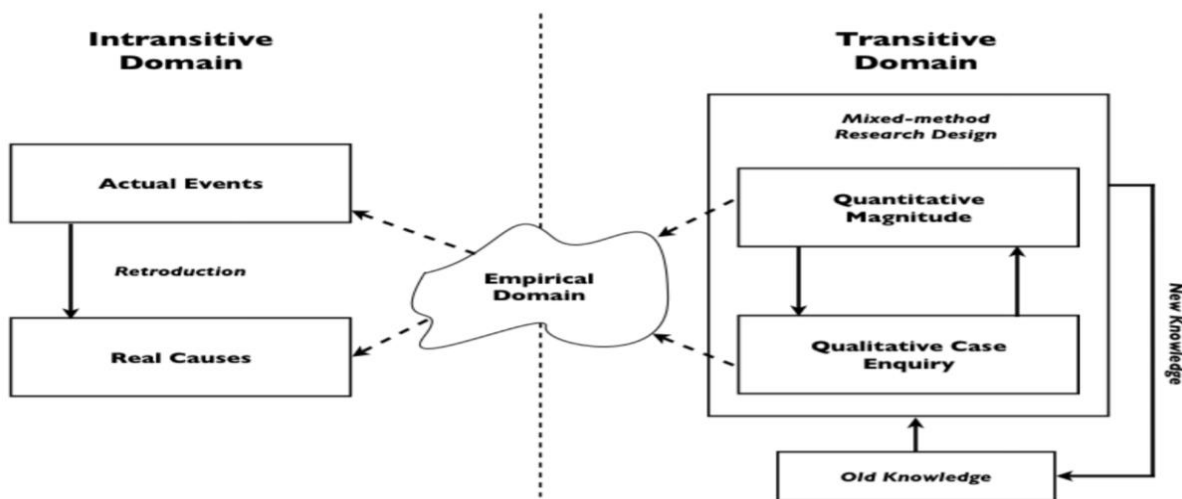 Intransitive
Domain
Transitive
Domain
Mixed-method
Research Design
Actual Events
Quantitative
Magnitude
Retroduction
Empirical
Domain
Real Causes
Qualitative Case
Enquiry
New Knowledge
Old Knowledge